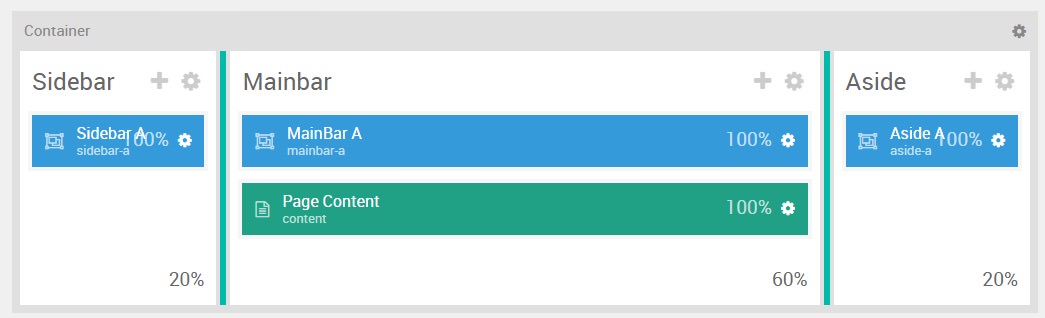 Container
Sidebar
Sidebar A
sidebar-a
100%
20%
Mainbar
MainBar A
mainbar-a
100%
Page Content
content
100%
60%
Aside
Aside A
aside-a
100%
20%